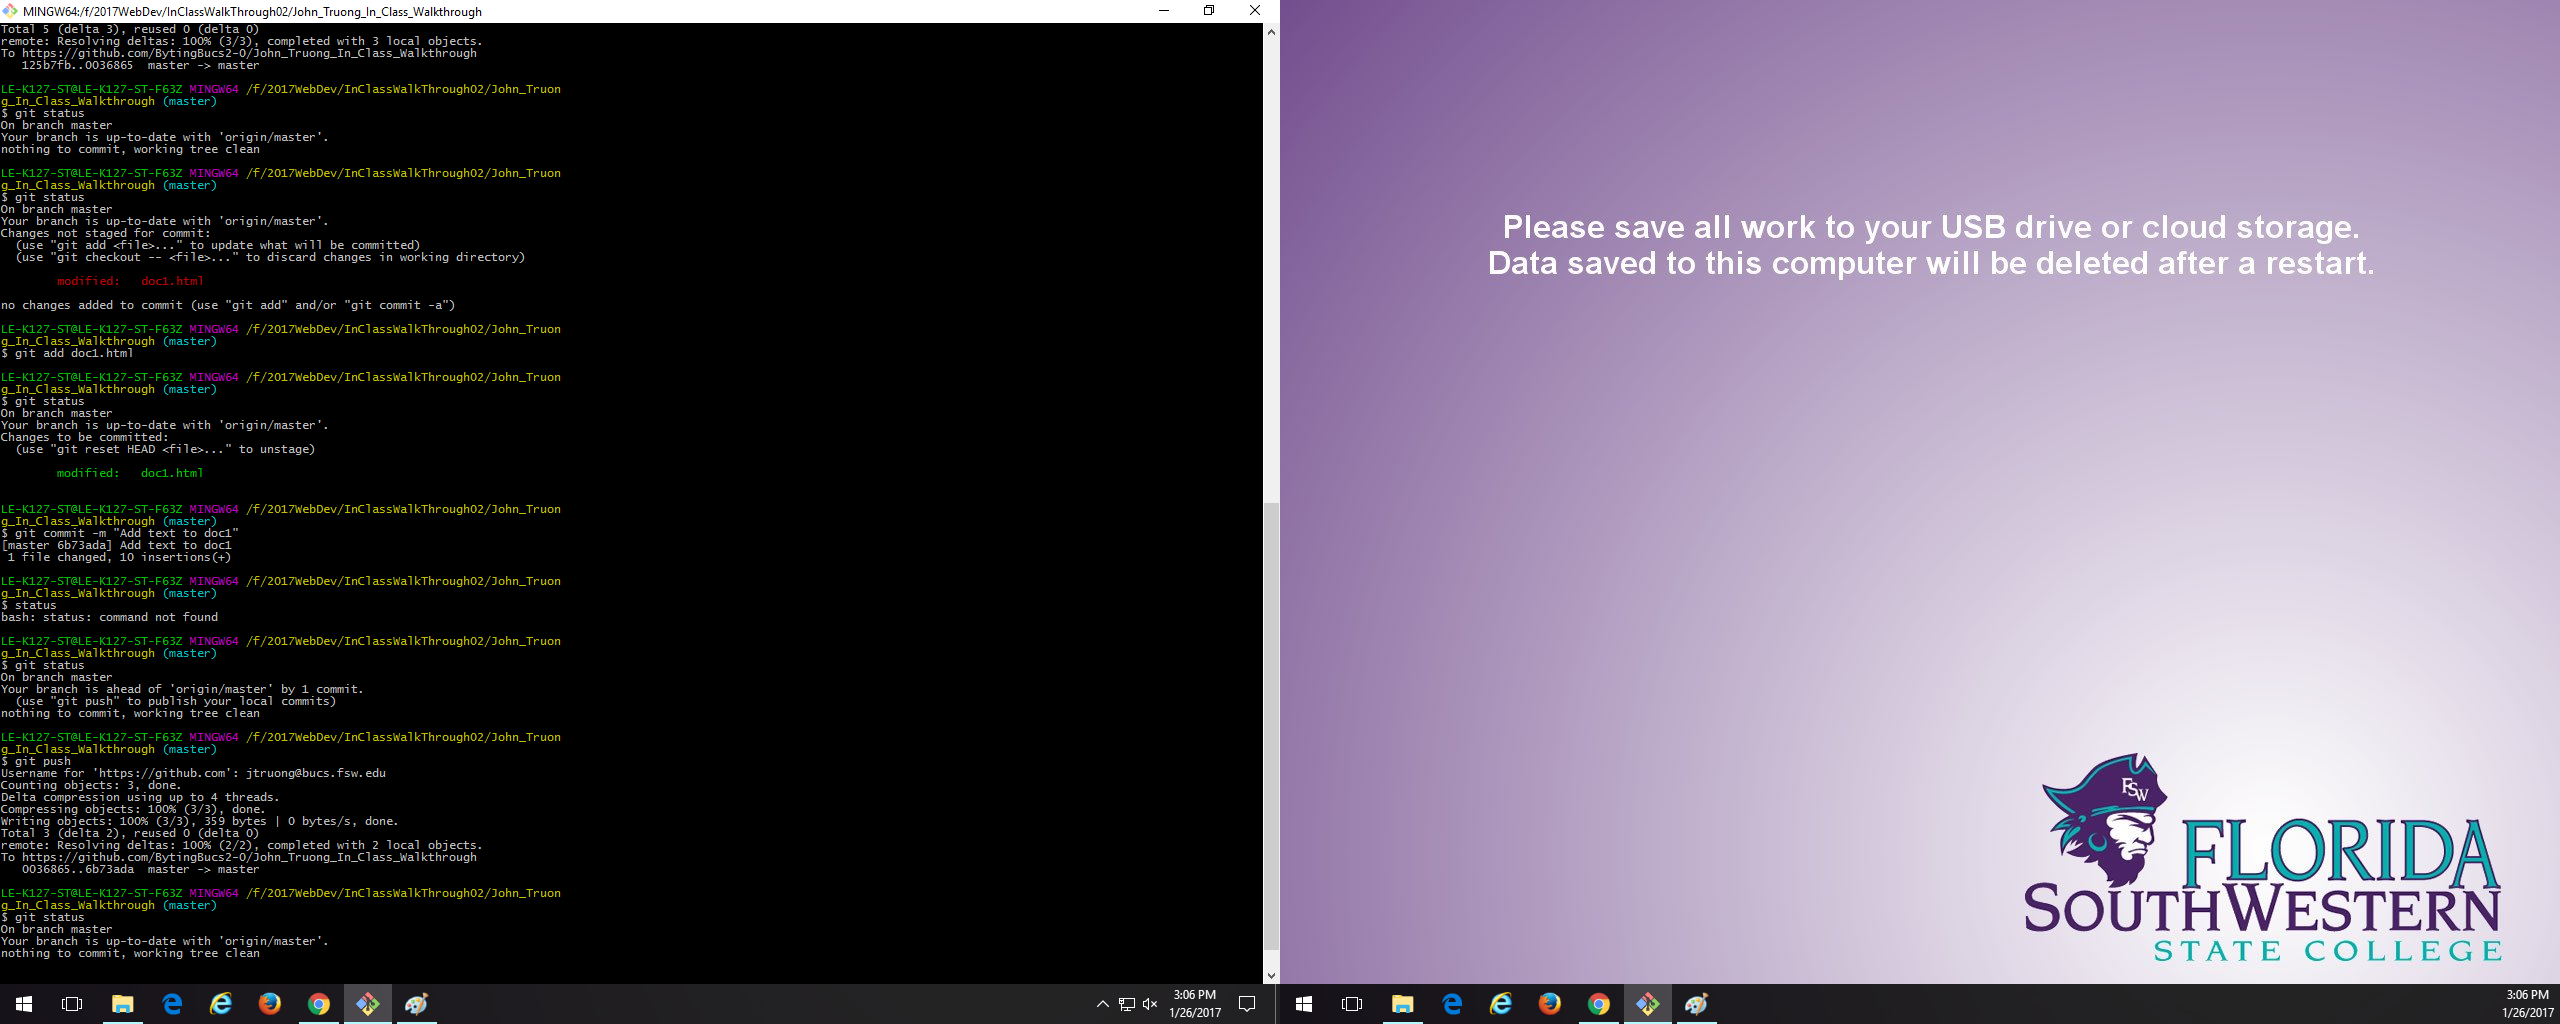 MINGW64:/f/2017WebDev/InClassWalkThrough02/John_Truong_In_Class_Walkthrough
Total 5 (delta 3), reused 0 (delta 0)
remote: Resolving deltas: 100% (3/3), completed with 3 local objects.
To https://github.com/BytingBucs2-0/John_Truong_In_Class_Walkthrough
   125b7fb..0036865  master -> master

LE-K127-ST@LE-K127-ST-F63Z MINGW64 /f/2017WebDev/InClassWalkThrough02/John_Truon
g_In_Class_Walkthrough (master)
$ git status
On branch master
Your branch is up-to-date with 'origin/master'.
nothing to commit, working tree clean

LE-K127-ST@LE-K127-ST-F63Z MINGW64 /f/2017WebDev/InClassWalkThrough02/John_Truon
g_In_Class_Walkthrough (master)
$ git status
On branch master
Your branch is up-to-date with 'origin/master'.
Changes not staged for commit:
  (use "git add <file>..." to update what will be committed)
  (use "git checkout -- <file>..." to discard changes in working directory)

        modified:   doc1.html

no changes added to commit (use "git add" and/or "git commit -a")

LE-K127-ST@LE-K127-ST-F63Z MINGW64 /f/2017WebDev/InClassWalkThrough02/John_Truon
g_In_Class_Walkthrough (master)
$ git add doc1.html

LE-K127-ST@LE-K127-ST-F63Z MINGW64 /f/2017WebDev/InClassWalkThrough02/John_Truon
g_In_Class_Walkthrough (master)
$ git status
On branch master
Your branch is up-to-date with 'origin/master'.
Changes to be committed:
  (use "git reset HEAD <file>..." to unstage)

        modified:   doc1.html

LE-K127-ST@LE-K127-ST-F63Z MINGW64 /f/2017WebDev/InClassWalkThrough02/John_Truon
g_In_Class_Walkthrough (master)
$ git commit -m "Add text to doc1"
[master 6b73ada] Add text to doc1
 1 file changed, 10 insertions(+)

LE-K127-ST@LE-K127-ST-F63Z MINGW64 /f/2017WebDev/InClassWalkThrough02/John_Truon
g_In_Class_Walkthrough (master)
$ status
bash: status: command not found

LE-K127-ST@LE-K127-ST-F63Z MINGW64 /f/2017WebDev/InClassWalkThrough02/John_Truon
g_In_Class_Walkthrough (master)
$ git status
On branch master
Your branch is ahead of 'origin/master' by 1 commit.
  (use "git push" to publish your local commits)
nothing to commit, working tree clean

LE-K127-ST@LE-K127-ST-F63Z MINGW64 /f/2017WebDev/InClassWalkThrough02/John_Truon
g_In_Class_Walkthrough (master)
$ git push
Username for 'https://github.com': jtruong@bucs.fsw.edu
Counting objects: 3, done.
Delta compression using up to 4 threads.
Compressing objects: 100% (3/3), done.
Writing objects: 100% (3/3), 359 bytes | 0 bytes/s, done.
Total 3 (delta 2), reused 0 (delta 0)
remote: Resolving deltas: 100% (2/2), completed with 2 local objects.
To https://github.com/BytingBucs2-0/John_Truong_In_Class_Walkthrough
   0036865..6b73ada  master -> master

LE-K127-ST@LE-K127-ST-F63Z MINGW64 /f/2017WebDev/InClassWalkThrough02/John_Truon
g_In_Class_Walkthrough (master)
$ git status
On branch master
Your branch is up-to-date with 'origin/master'.
nothing to commit, working tree clean
3:06 PM
1/26/2017
Please save all work to your USB drive or cloud storage.
Data saved to this computer will be deleted after a restart.
FSW
FLORIDA
SOUTHWESTERN
STATE COLLEGE
3:06 PM
1/26/2017